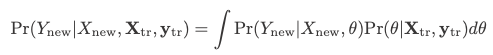 Pr(Y_new|X_new, 𝐗_tr, 𝐲_tr) = ∫ Pr(Y_new|X_new, θ)Pr(θ|𝐗_tr, 𝐲_tr)dθ